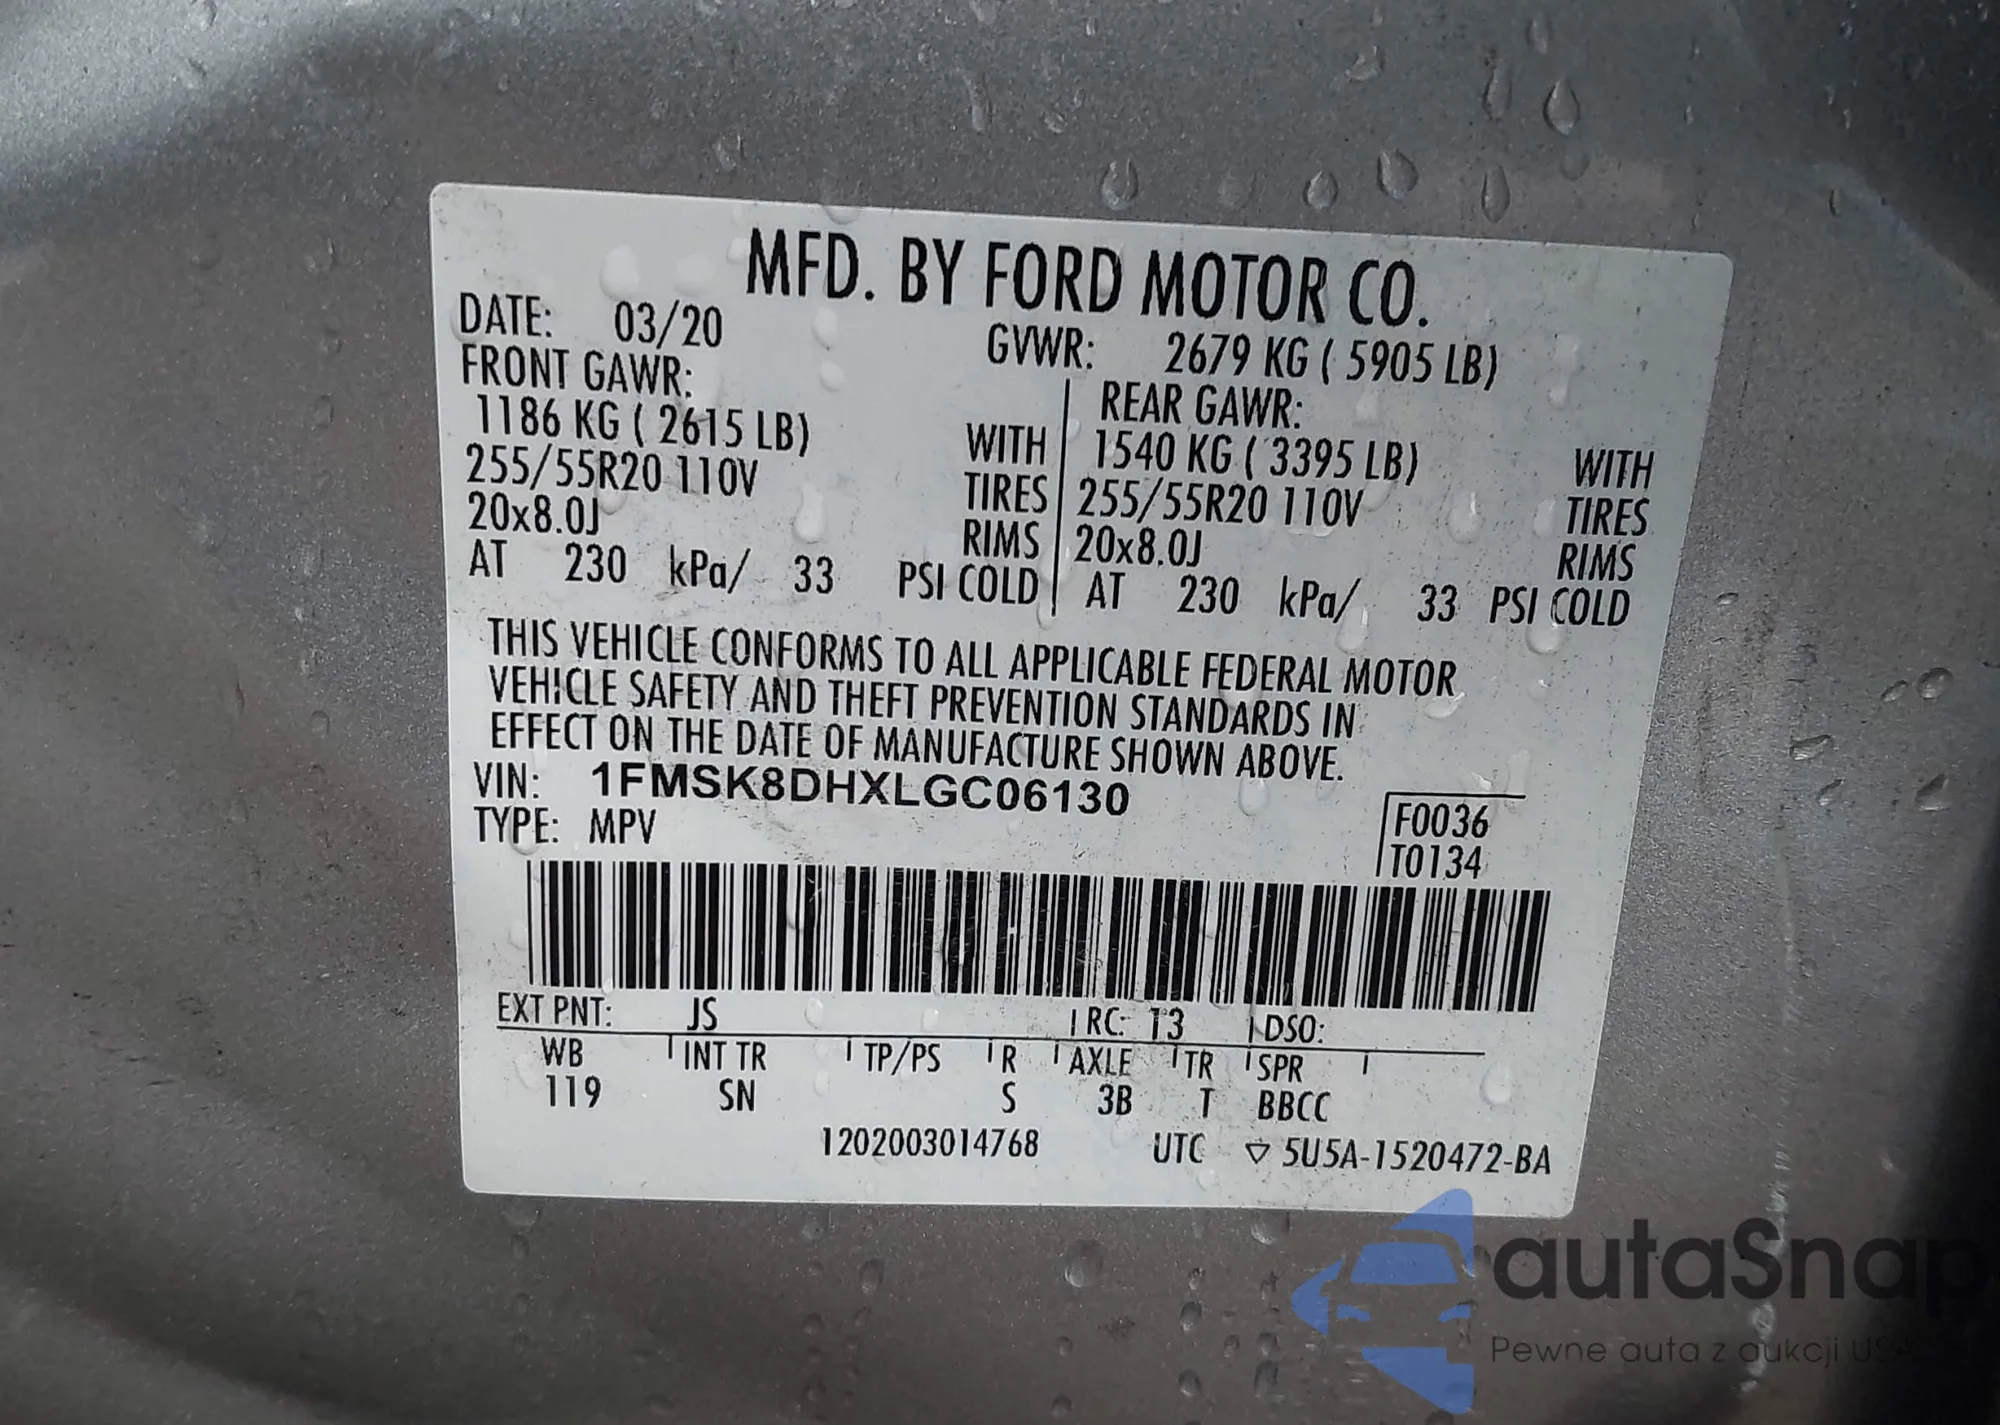 MFD. BY FORD MOTOR CO.
DATE: 03/20 GVWR: 2679 KG ( 5905 LB)
FRONT GAWR: REAR GAWR:
1186 KG ( 2615 LB) WITH 1540 KG ( 3395 LB) WITH
255/55R20 110V TIRES 255/55R20 110V TIRES
20x8.0J RIMS 20x8.0J RIMS
AT 230 kPa/ 33 PSI COLD AT 230 kPa/ 33 PSI COLD
THIS VEHICLE CONFORMS TO ALL APPLICABLE FEDERAL MOTOR
VEHICLE SAFETY AND THEFT PREVENTION STANDARDS IN
EFFECT ON THE DATE OF MANUFACTURE SHOWN ABOVE.
VIN: 1FMSK8DHXLGC06130
TYPE: MPV F0036
T0134
EXT PNT: JS RC: 13 DSO:
WB INT TR TP/PS R AXLE TR SPR
119 SN S 3B T BBCC
1202003014768 UTC ▽ 5U5A-1520472-BA
autaSnap
Pewne auta z aukcji USA